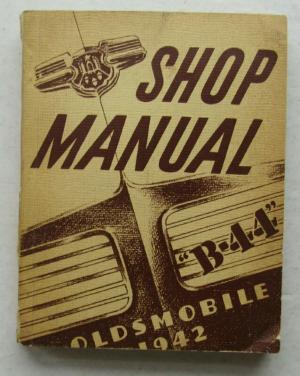 SHOP
MANUAL
"B-44"
OLDSMOBILE
1942